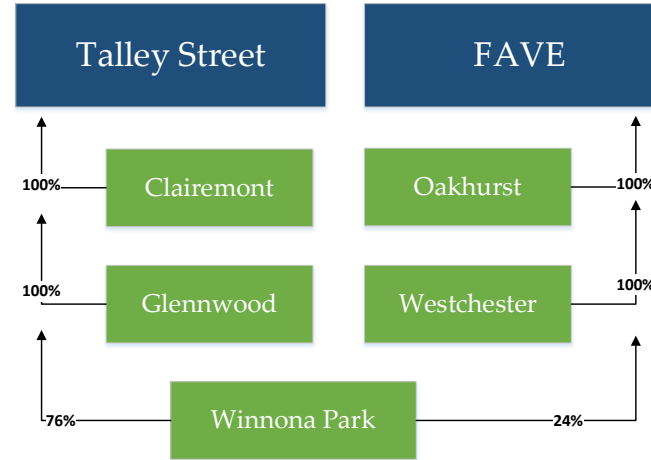 Talley Street
FAVE
100%
Clairemont
Oakhurst
100%
100%
Glennwood
Westchester
100%
76%
Winnona Park
24%